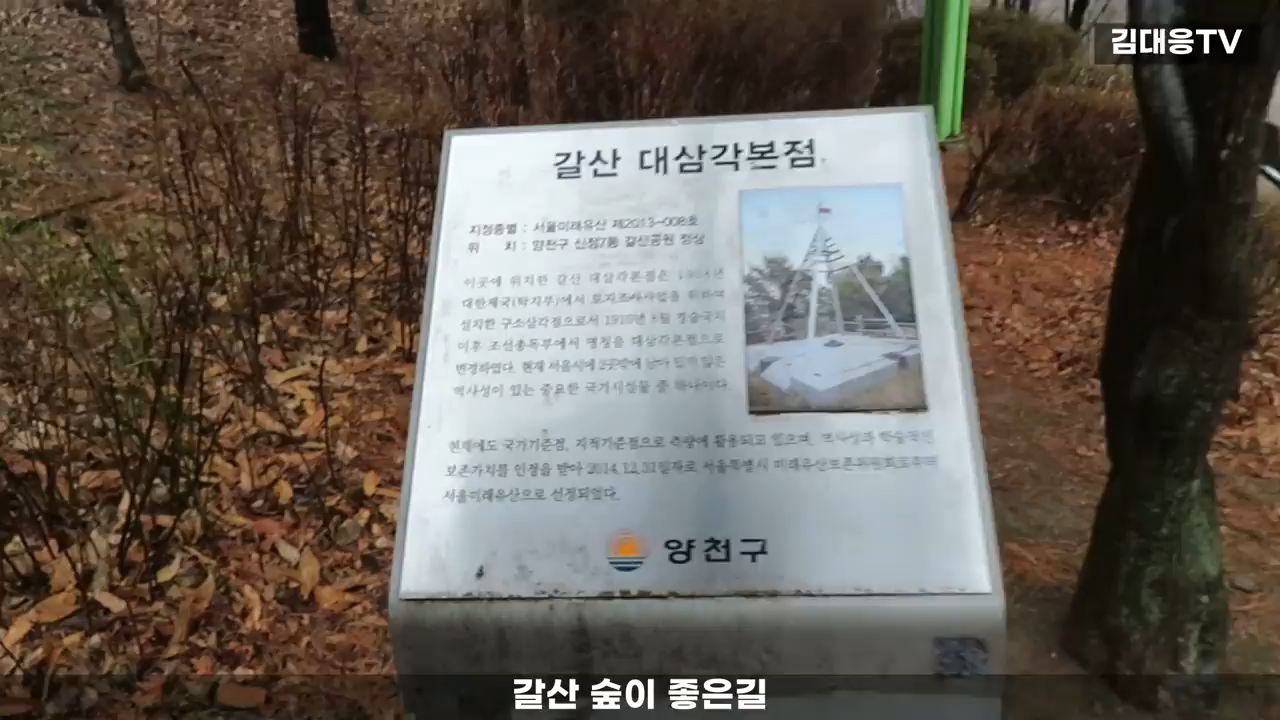 김대응TV
갈산 대삼각본점
지정종별 : 서울미래유산 제2013-008호
위 치 : 양천구 신정7동 갈산공원 정상
이곳에 위치한 갈산 대삼각본점은
대한제국(탁지부)에서 토지조사사업을 위하여
설치한 구소삼각점으로서 1910년 8월 경술국치
이후 조선총독부에서 명칭을 대삼각본점으로
변경하였다. 현재 서울시에 2곳밖에 남아 있지 않은
역사성이 있는 중요한 국가시설물 중 하나이다.
현재에도 국가기준점, 지적기준점으로 측량에 활용되고 있으며, 역사성과 학술적인
보존가치를 인정을 받아 2014.12.31일자로 서울특별시 미래유산보존위원회로부터
서울미래유산으로 선정되었다.
양천구
갈산 숲이 좋은길